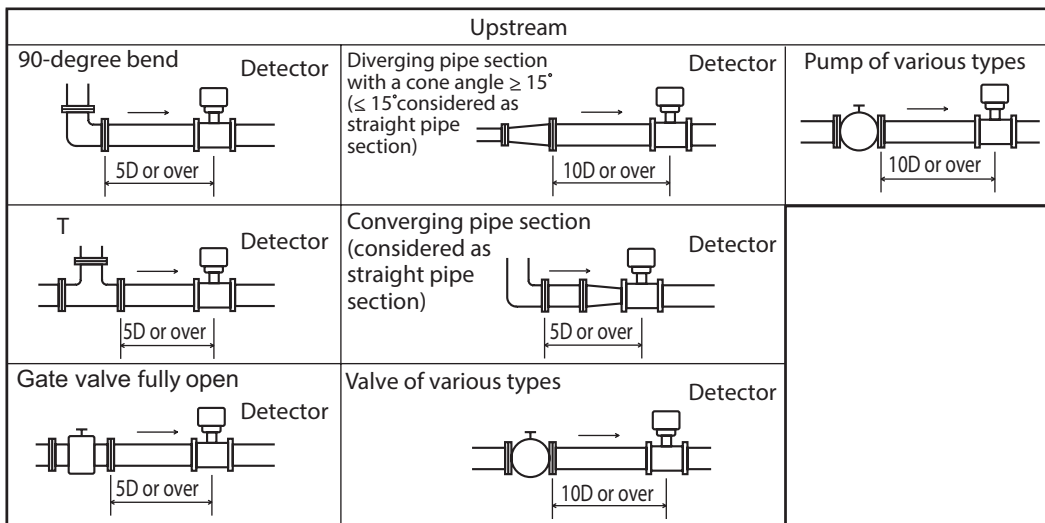 Upstream
90-degree bend
Detector
5D or over
Diverging pipe section
with a cone angle ≥ 15°
(≤ 15°considered as
straight pipe
section)
Detector
10D or over
Pump of various types
10D or over
T
Detector
5D or over
Converging pipe section
(considered as
straight pipe
section)
Detector
5D or over
Gate valve fully open
Detector
5D or over
Valve of various types
Detector
10D or over